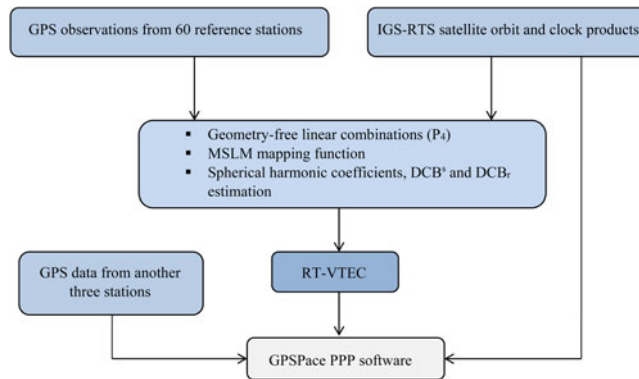 GPS observations from 60 reference stations
IGS-RTS satellite orbit and clock products
▪ Geometry-free linear combinations (P₄)
▪ MSLM mapping function
▪ Spherical harmonic coefficients, DCBˢ and DCBᵣ
estimation
RT-VTEC
GPS data from another
three stations
GPSPace PPP software